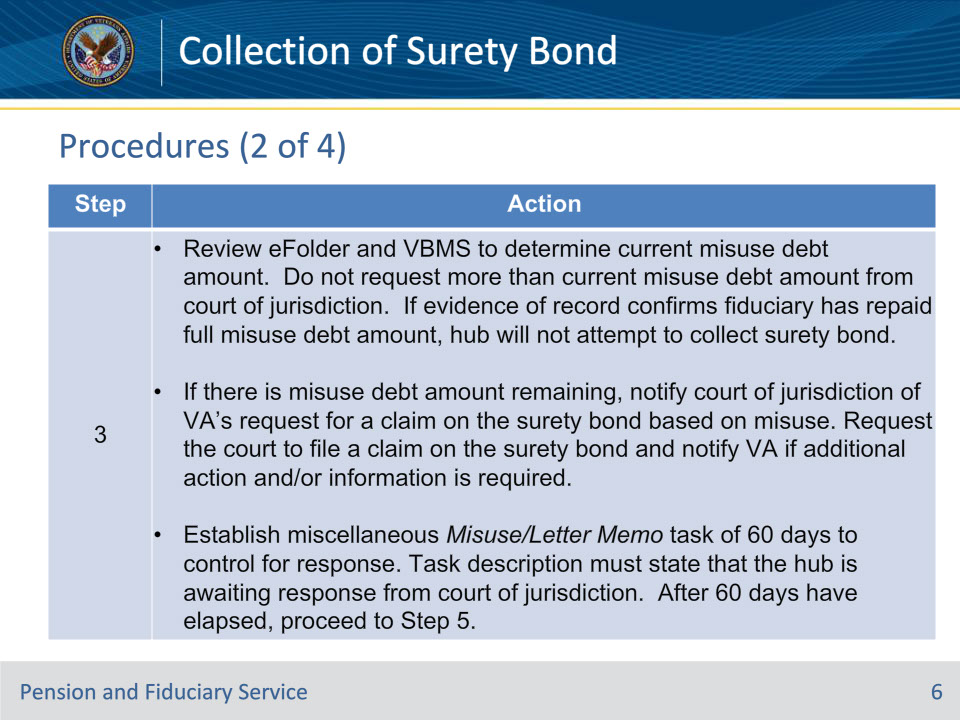 Collection of Surety Bond
Procedures (2 of 4)
Step
Action
• Review eFolder and VBMS to determine current misuse debt
amount.  Do not request more than current misuse debt amount from
court of jurisdiction.  If evidence of record confirms fiduciary has repaid
full misuse debt amount, hub will not attempt to collect surety bond.
• If there is misuse debt amount remaining, notify court of jurisdiction of
VA’s request for a claim on the surety bond based on misuse. Request
the court to file a claim on the surety bond and notify VA if additional
action and/or information is required.
3
• Establish miscellaneous Misuse/Letter Memo task of 60 days to
control for response. Task description must state that the hub is
awaiting response from court of jurisdiction.  After 60 days have
elapsed, proceed to Step 5.
Pension and Fiduciary Service
6